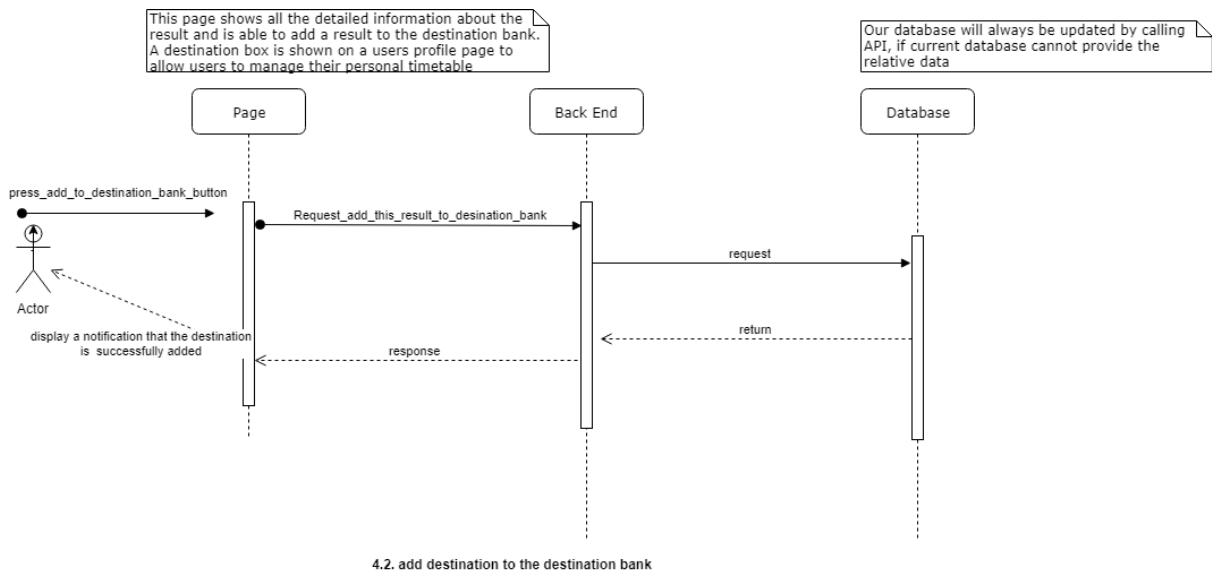 This page shows all the detailed information about the
result and is able to add a result to the destination bank.
A destination box is shown on a users profile page to
allow users to manage their personal timetable
Our database will always be updated by calling
API, if current database cannot provide the
relative data
Page
Back End
Database
press_add_to_destination_bank_button
Request_add_this_result_to_desination_bank
request
Actor
display a notification that the destination
is successfully added
return
response
4.2. add destination to the destination bank